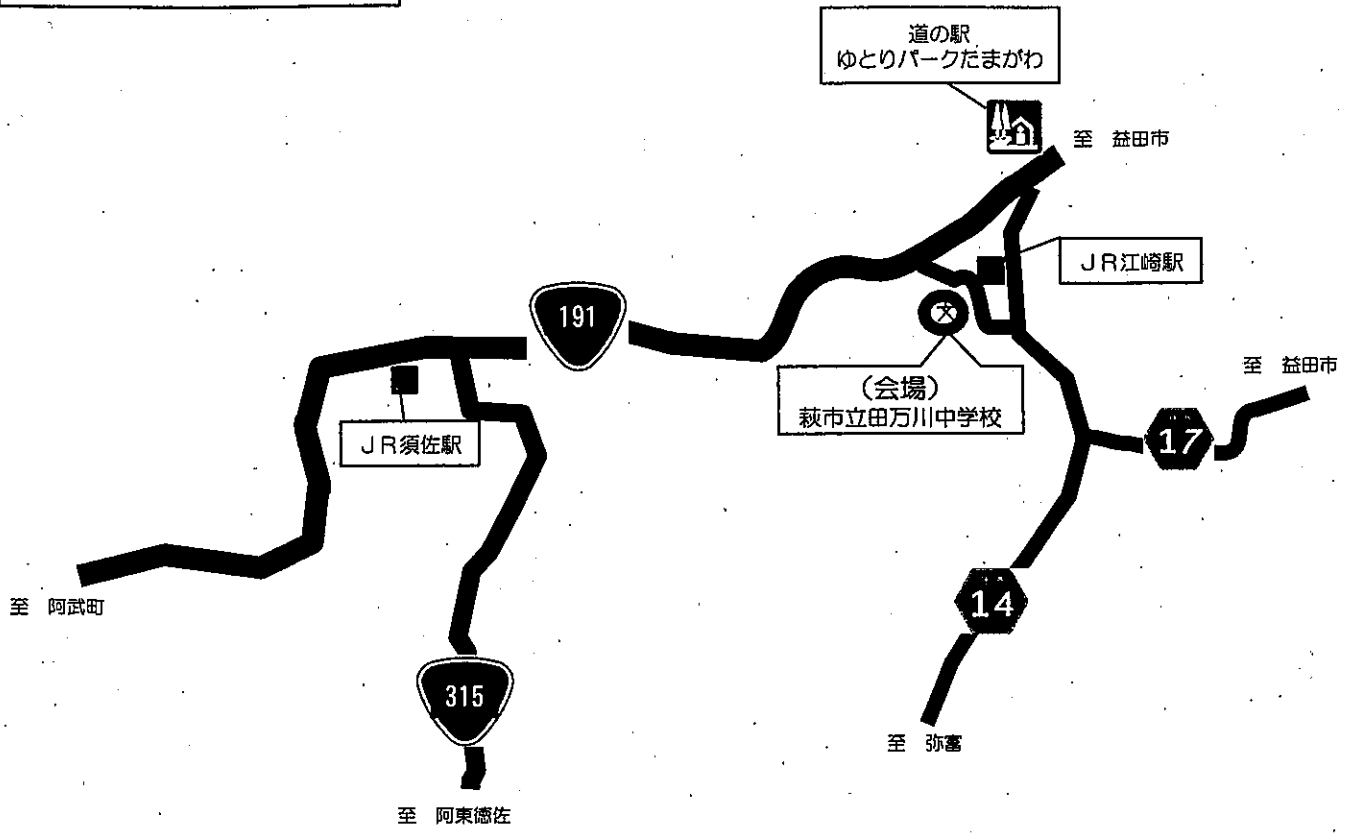 道の駅
ゆとりパークたまがわ
至 益田市
JR江崎駅
191
(会場)
萩市立田万川中学校
文
至 益田市
17
JR須佐駅
14
至 阿武町
315
至 弥富
至 阿東徳佐